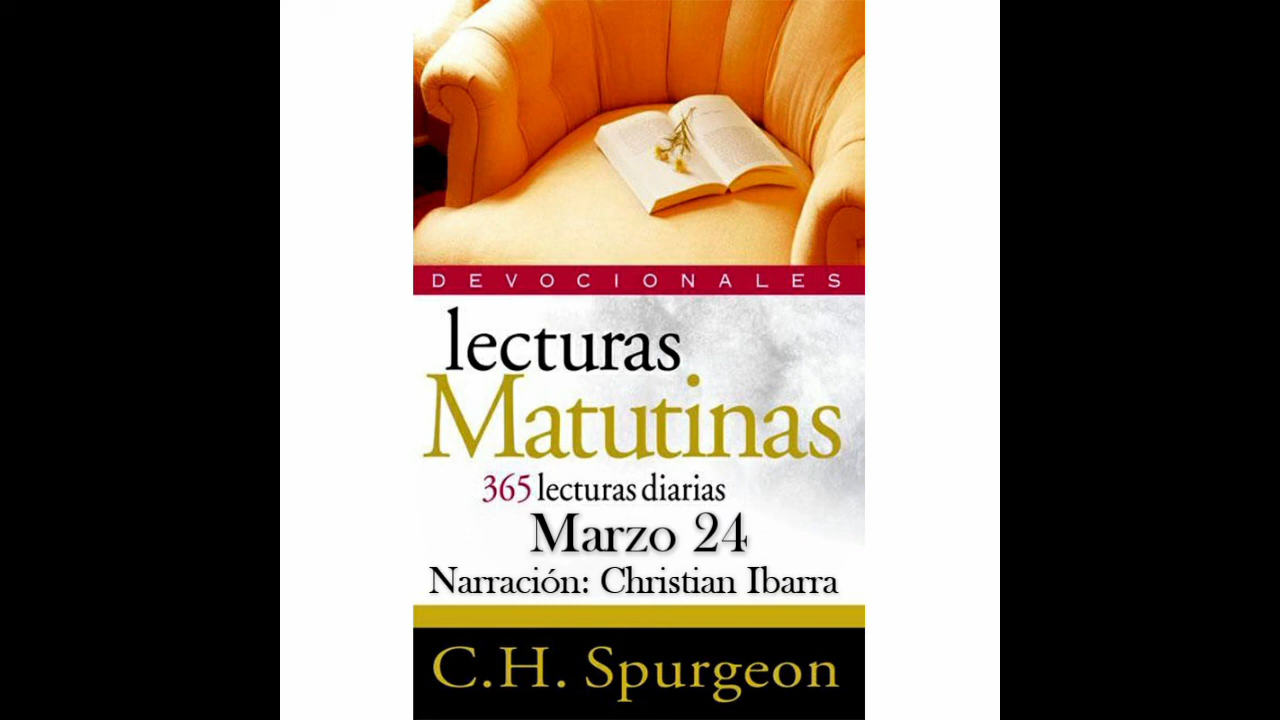 DEVOCIONALES
lecturas
Matutinas
365 lecturas diarias
Marzo 24
Narración: Christian Ibarra
C.H. Spurgeon